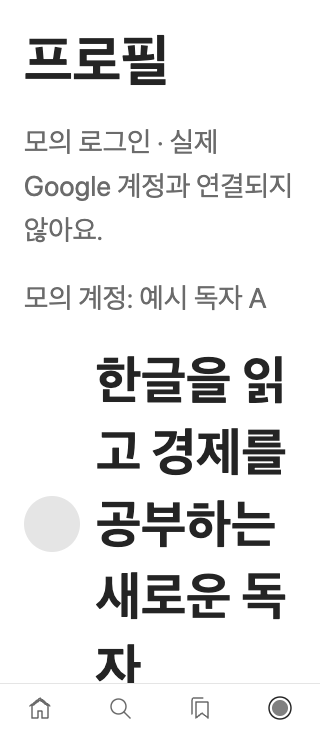 프로필
모의 로그인 · 실제
Google 계정과 연결되지
않아요.
모의 계정: 예시 독자 A
한글을 읽
고 경제를
공부하는
새로운 독
자